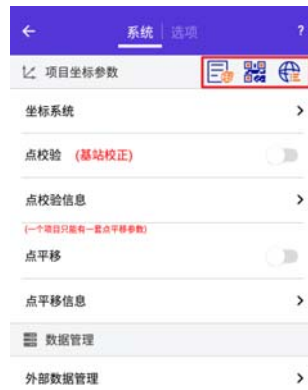 系统 选项 ?
项目坐标参数
坐标系统
点校验 (基站校正)
点校验信息
(一个项目只能有一套点平移参数)
点平移
点平移信息
数据管理
外部数据管理